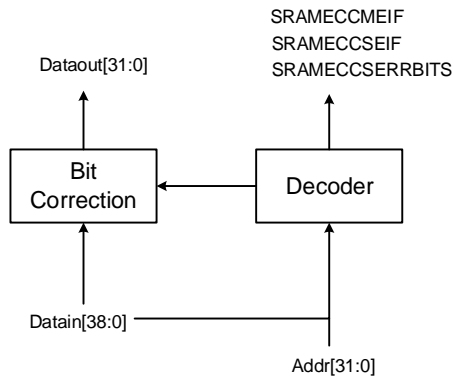 SRAMECCMEIF
SRAMECCSEIF
SRAMECCSERRBITS
Dataout[31:0]
Bit
Correction
Decoder
Datain[38:0]
Addr[31:0]